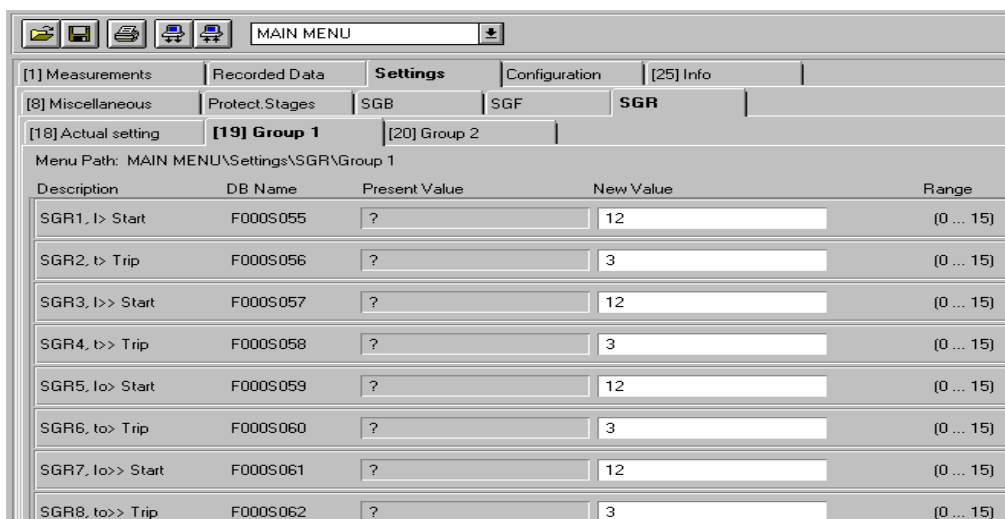 MAIN MENU
[1] Measurements Recorded Data Settings Configuration [25] Info
[8] Miscellaneous Protect.Stages SGB SGF SGR
[18] Actual setting [19] Group 1 [20] Group 2
Menu Path: MAIN MENU\Settings\SGR\Group 1
Description DB Name Present Value New Value Range
SGR1, I> Start F000S055 ? 12 (0 ... 15)
SGR2, t> Trip F000S056 ? 3 (0 ... 15)
SGR3, I>> Start F000S057 ? 12 (0 ... 15)
SGR4, t>> Trip F000S058 ? 3 (0 ... 15)
SGR5, Io> Start F000S059 ? 12 (0 ... 15)
SGR6, to> Trip F000S060 ? 3 (0 ... 15)
SGR7, Io>> Start F000S061 ? 12 (0 ... 15)
SGR8, to>> Trip F000S062 ? 3 (0 ... 15)